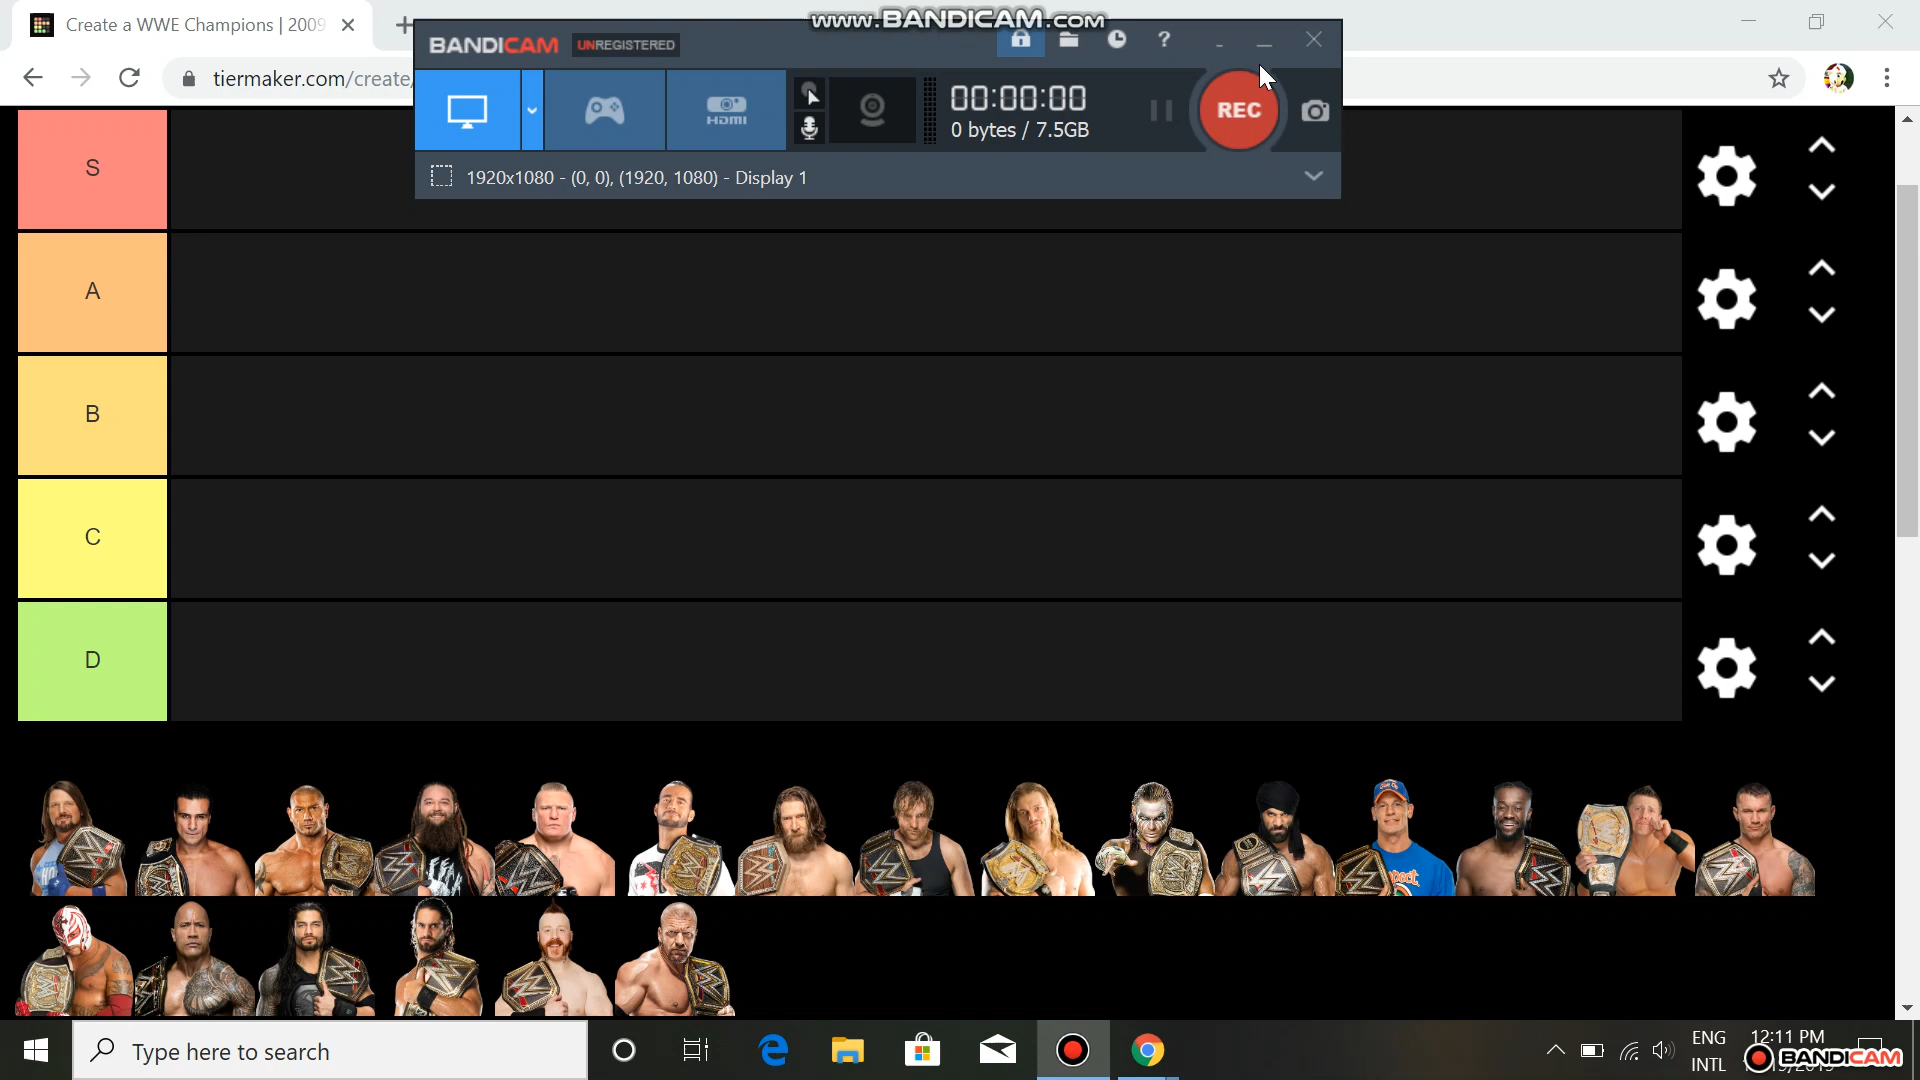 www.BANDICAM.COM
Create a WWE Champions | 2009
tiermaker.com/create/
BANDICAM UNREGISTERED
?
HDMI
00:00:00
0 bytes / 7.5GB
REC
1920x1080 - (0, 0), (1920, 1080) - Display 1
S
A
B
C
D
Type here to search
ENG
INTL
12:11 PM
BANDICAM